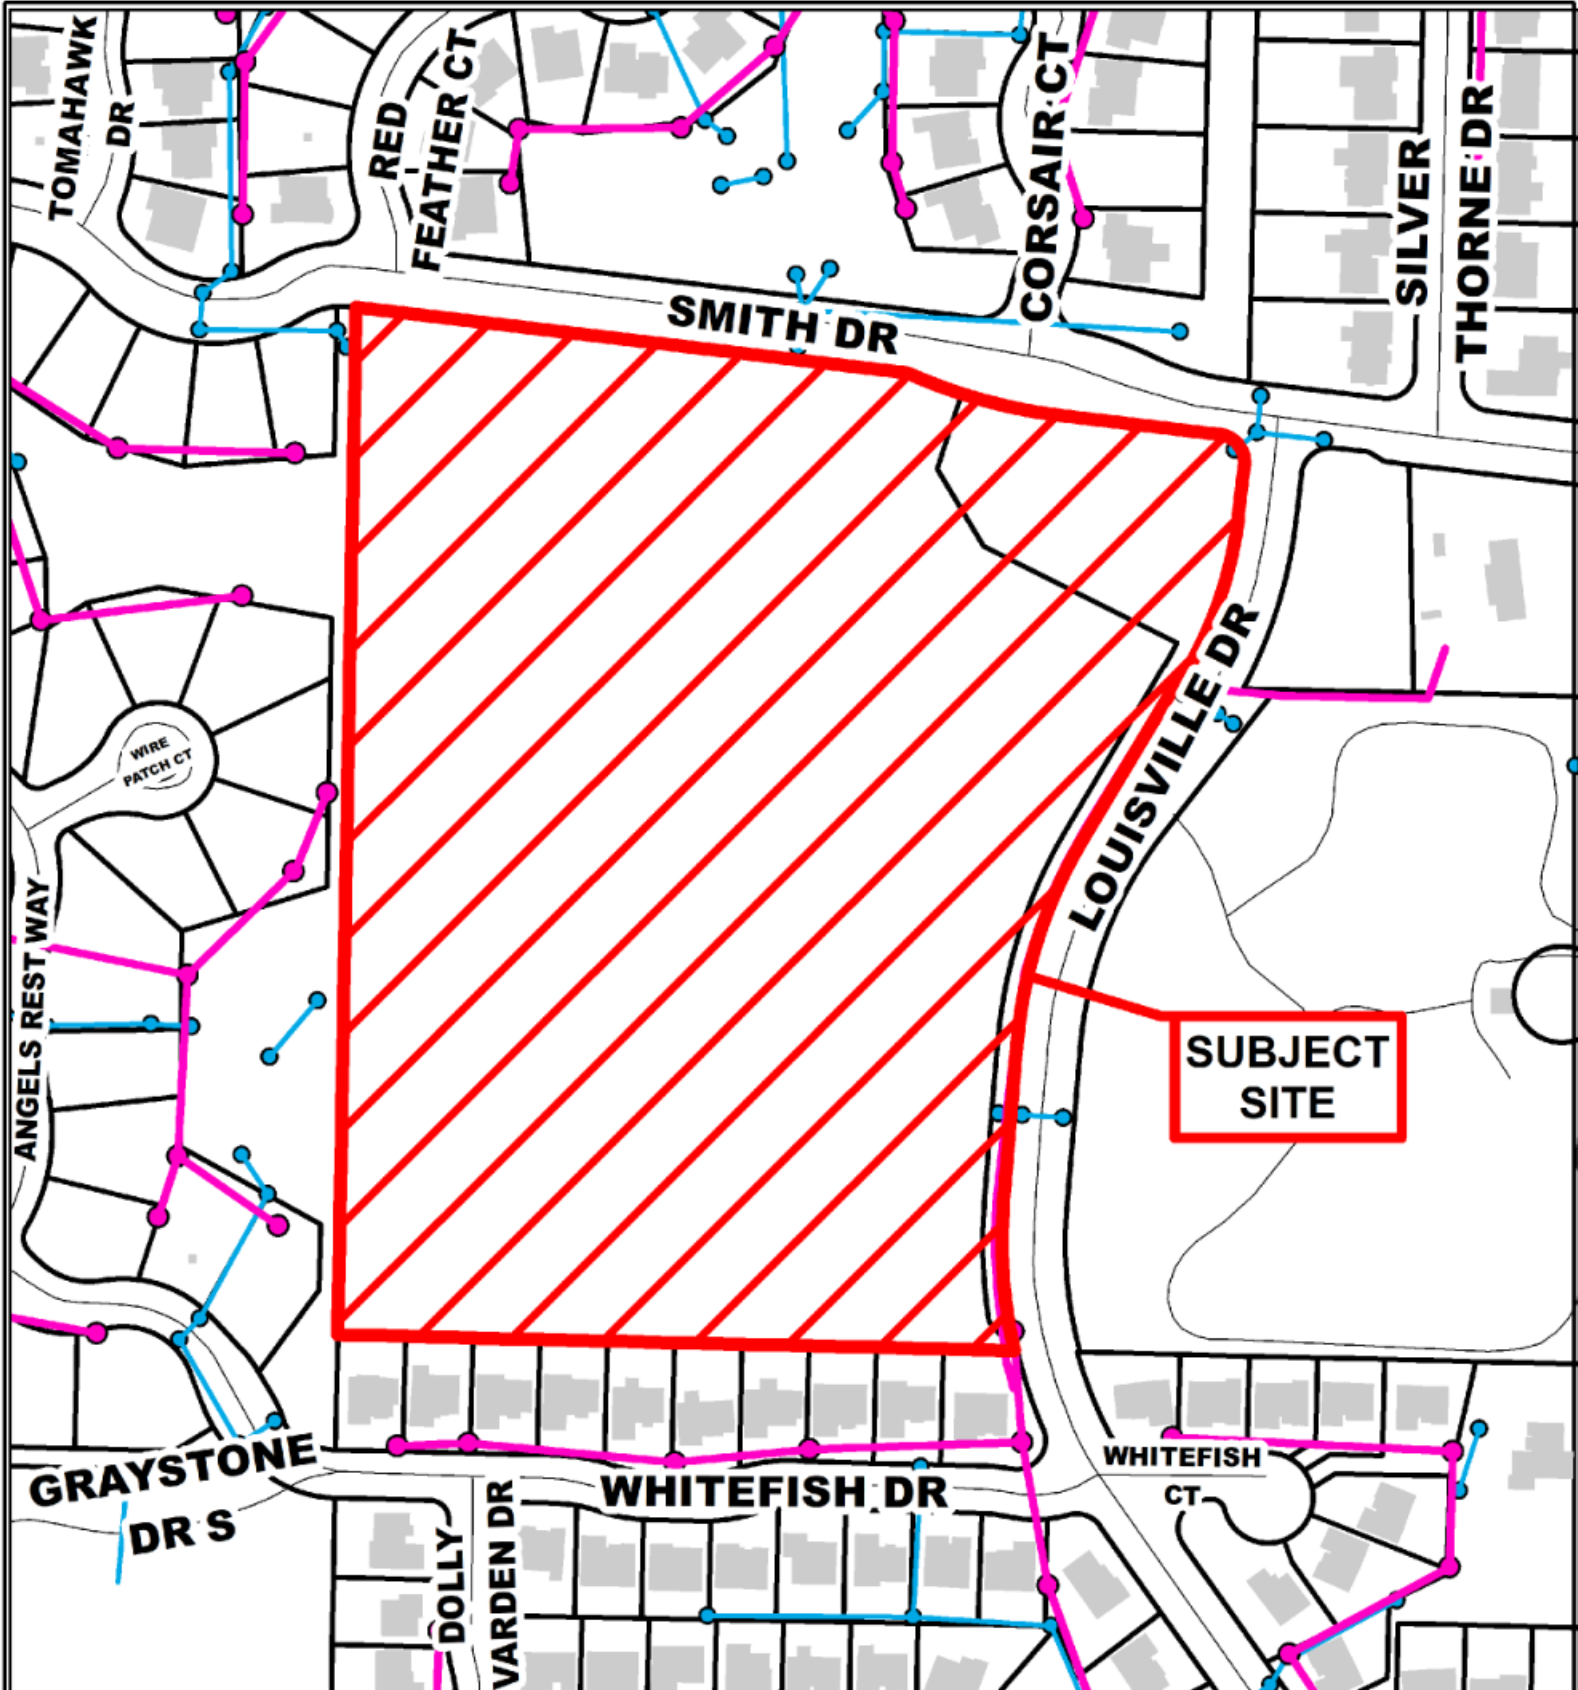 TOMAHAWK
DR
RED
FEATHER CT
CORSAIR CT
SILVER
THORNE DR
SMITH DR
LOUISVILLE DR
WIRE
PATCH CT
ANGELS REST WAY
SUBJECT
SITE
GRAYSTONE
DR S
WHITEFISH DR
WHITEFISH
CT
DOLLY
VARDEN DR